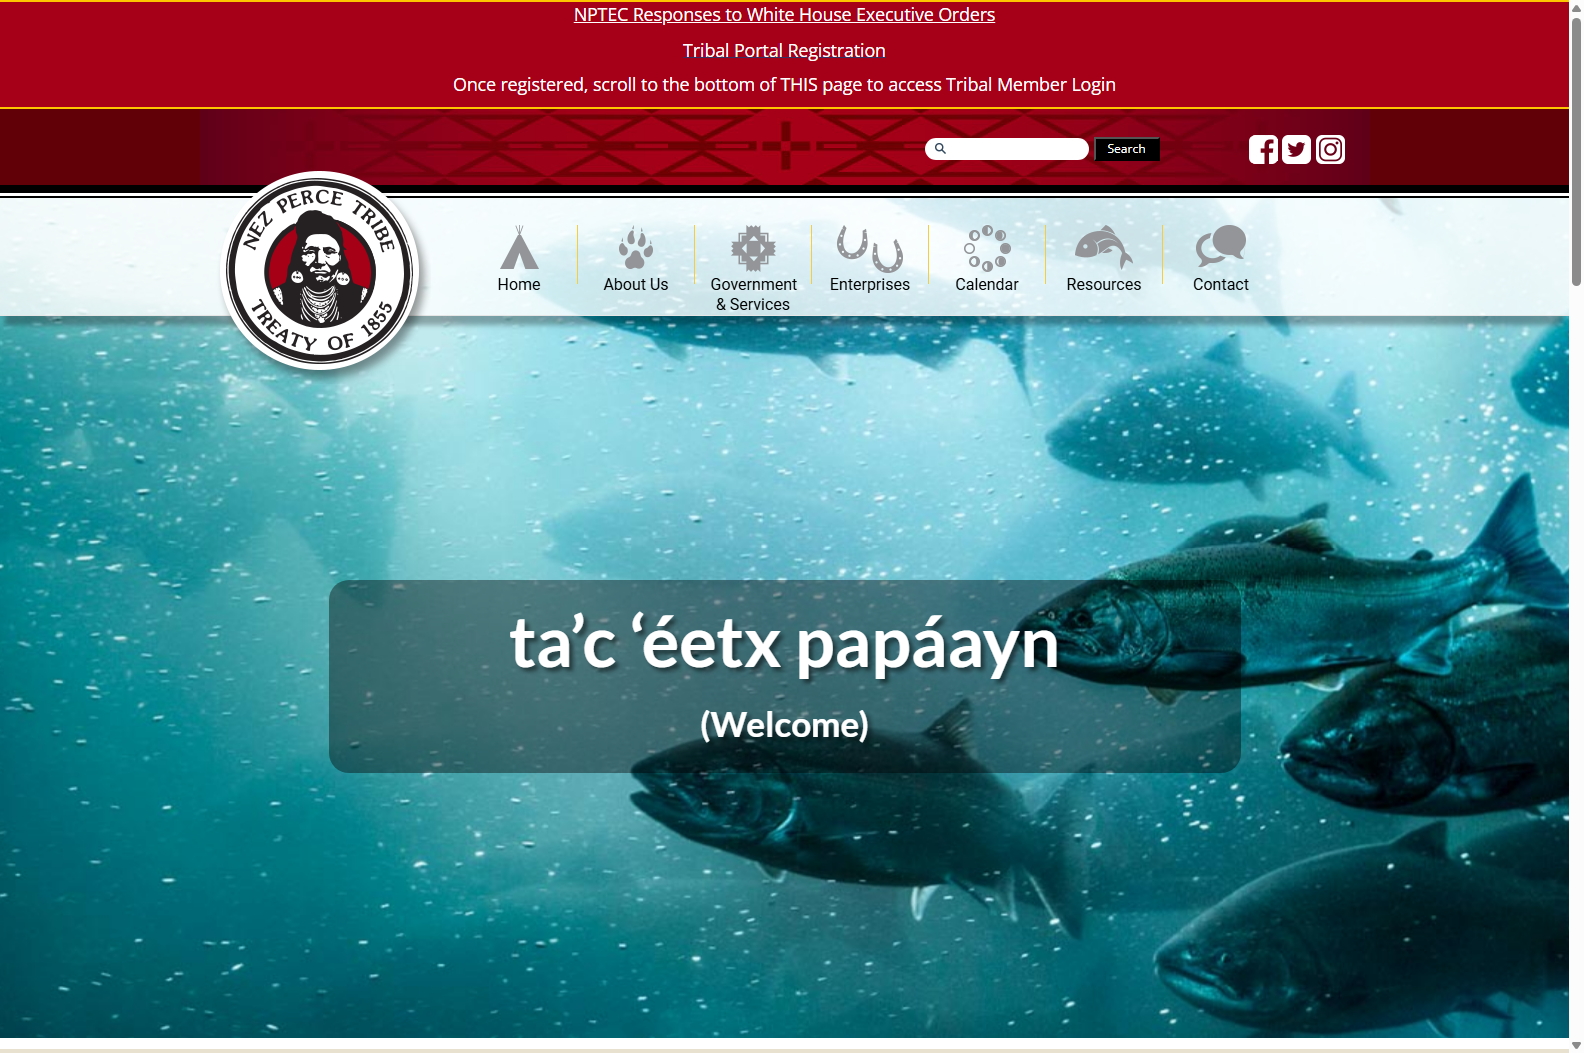 NPTEC Responses to White House Executive Orders
Tribal Portal Registration
Once registered, scroll to the bottom of THIS page to access Tribal Member Login
Search
NEZ PERCE TRIBE
TREATY OF 1855
Home
About Us
Government
& Services
Enterprises
Calendar
Resources
Contact
ta’c ‘éetx papáayn
(Welcome)